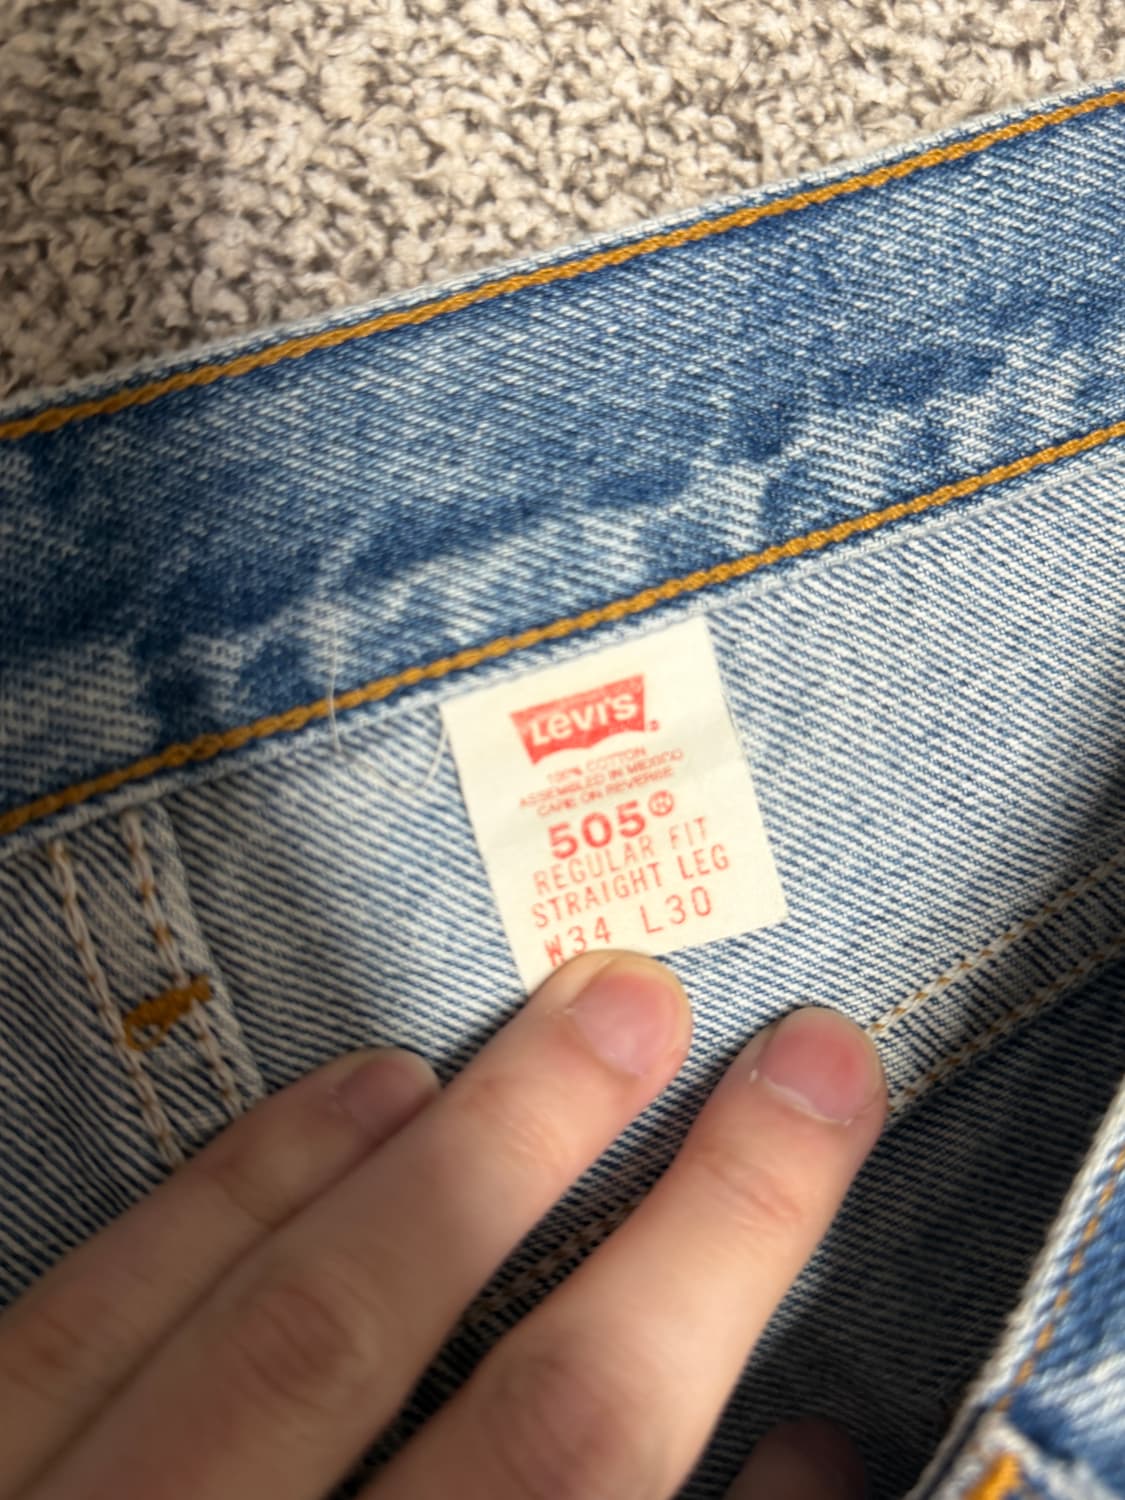 LEVI'S®
100% COTTON
ASSEMBLED IN MEXICO
CARE ON REVERSE
505®
REGULAR FIT
STRAIGHT LEG
W34 L30